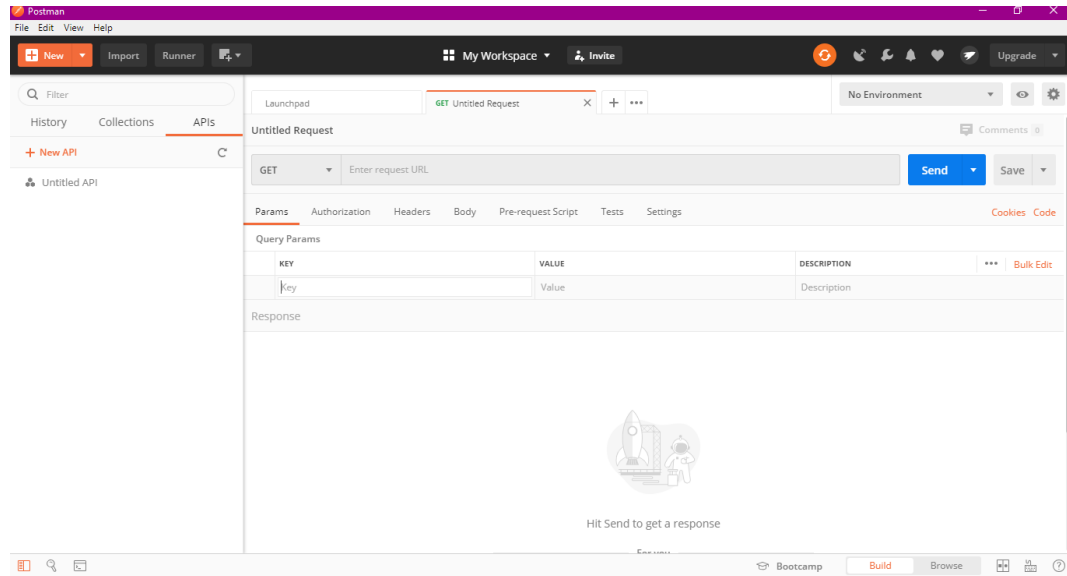 Postman
File Edit View Help
New Import Runner My Workspace Invite Upgrade
Filter
History Collections APIs
+ New API
Untitled API
Launchpad GET Untitled Request + •••
No Environment
Untitled Request
Comments 0
GET Enter request URL Send Save
Params Authorization Headers Body Pre-request Script Tests Settings Cookies Code
Query Params
KEY VALUE DESCRIPTION ••• Bulk Edit
Key Value Description
Response
Hit Send to get a response
Bootcamp Build Browse